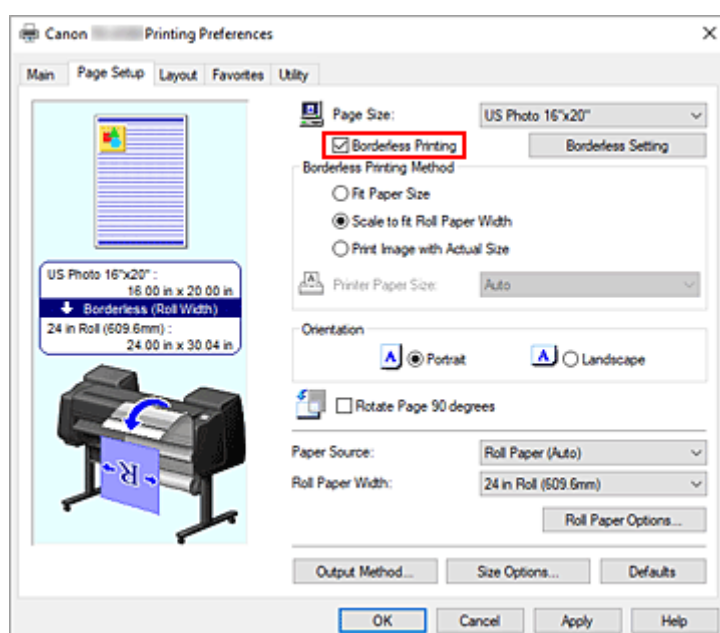 Canon Printing Preferences
Main Page Setup Layout Favorites Utility
Page Size: US Photo 16"x20"
Borderless Printing Borderless Setting
Borderless Printing Method
Fit Paper Size
Scale to fit Roll Paper Width
Print Image with Actual Size
Printer Paper Size: Auto
US Photo 16"x20" :
16.00 in x 20.00 in
Borderless (Roll Width)
24 in Roll (609.6mm) :
24.00 in x 30.04 in
Orientation
A Portrait A Landscape
Rotate Page 90 degrees
R
Paper Source: Roll Paper (Auto)
Roll Paper Width: 24 in Roll (609.6mm)
Roll Paper Options...
Output Method... Size Options... Defaults
OK Cancel Apply Help